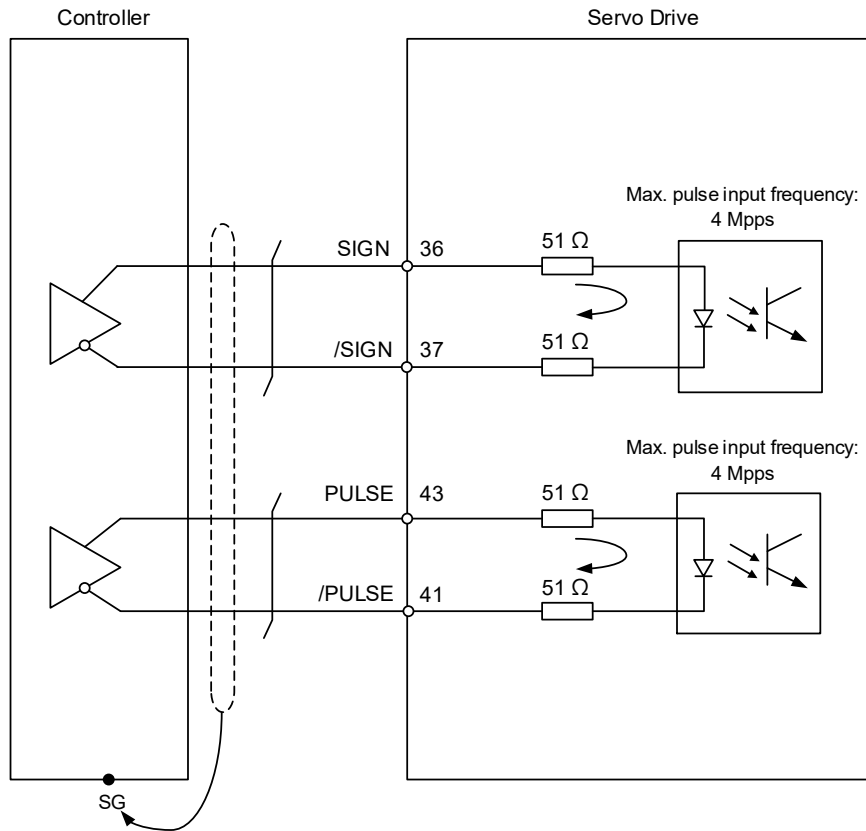 Controller
Servo Drive
Max. pulse input frequency:
4 Mpps
SIGN 36
51 Ω
/SIGN 37
51 Ω
Max. pulse input frequency:
4 Mpps
PULSE 43
51 Ω
/PULSE 41
51 Ω
SG